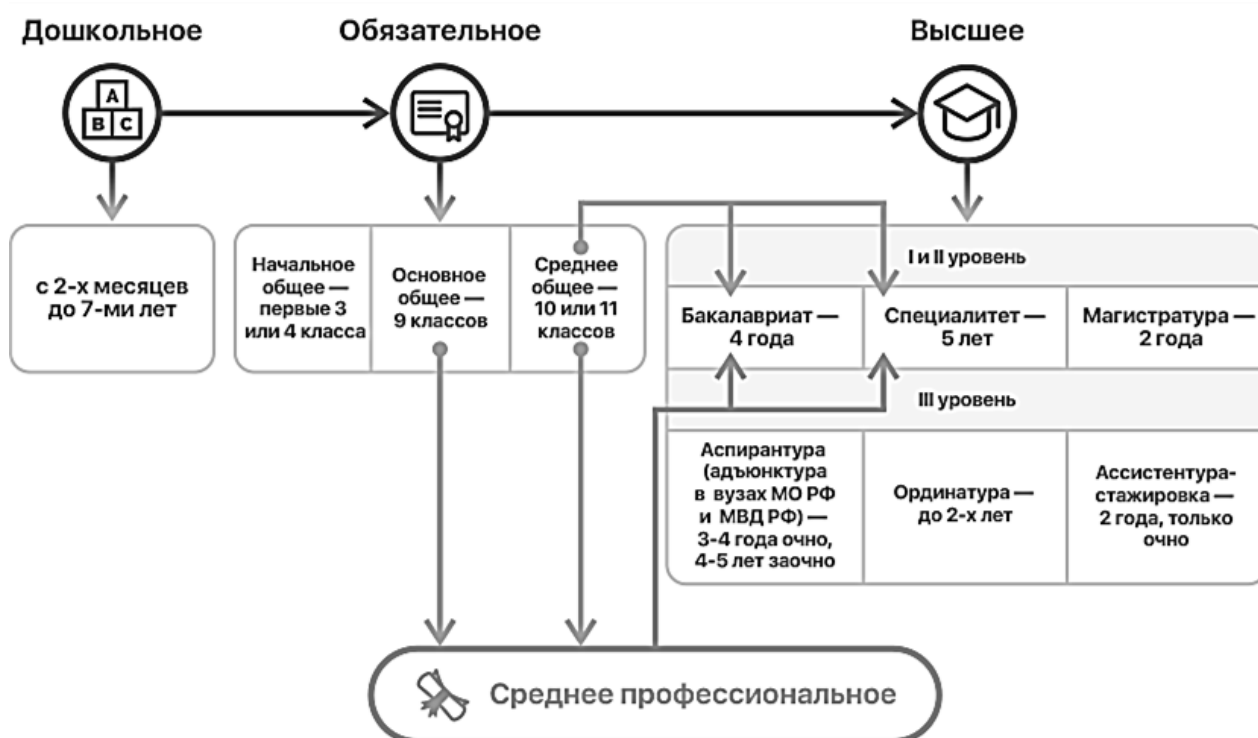 Дошкольное
Обязательное
Высшее
A
B C
с 2-х месяцев
до 7-ми лет
Начальное
общее —
первые 3
или 4 класса
Основное
общее —
9 классов
Среднее
общее —
10 или 11
классов
I и II уровень
Бакалавриат —
4 года
Специалитет —
5 лет
Магистратура —
2 года
III уровень
Аспирантура
(адъюнктура
в вузах МО РФ
и МВД РФ) —
3-4 года очно,
4-5 лет заочно
Ординатура —
до 2-х лет
Ассистентура-
стажировка —
2 года, только
очно
Среднее профессиональное